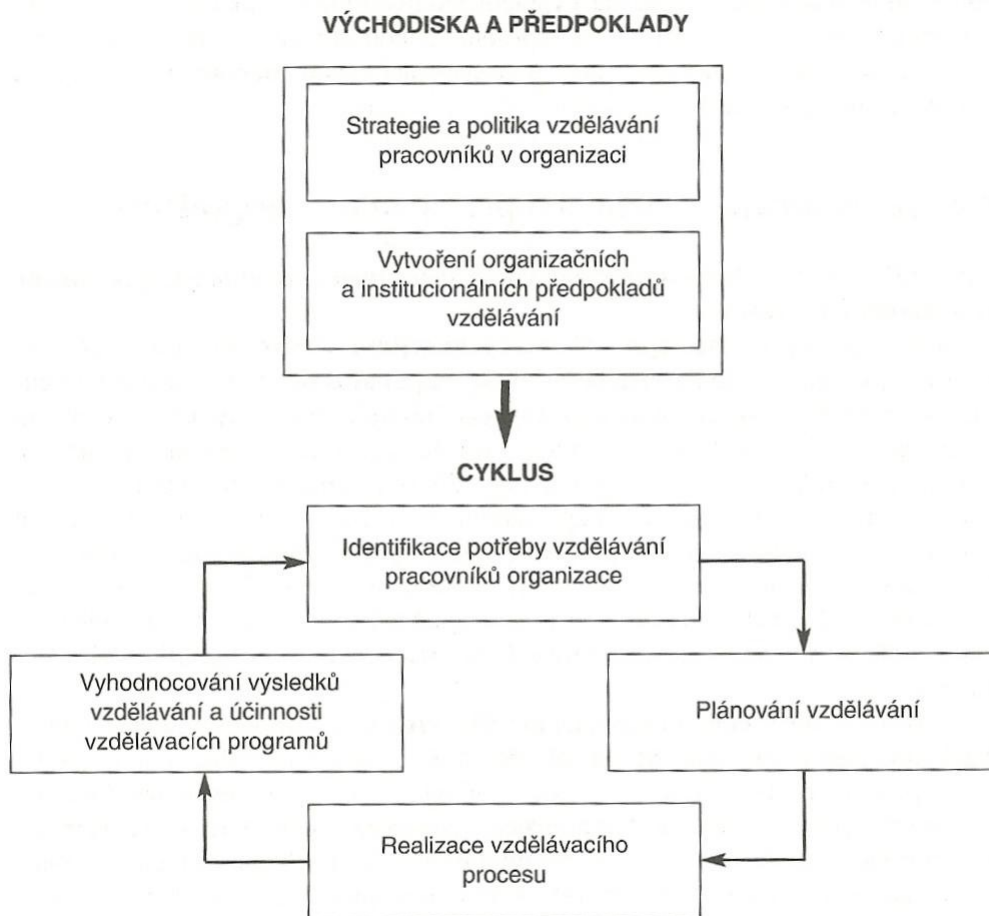 VÝCHODISKA A PŘEDPOKLADY
Strategie a politika vzdělávání
pracovníků v organizaci
Vytvoření organizačních
a institucionálních předpokladů
vzdělávání
CYKLUS
Identifikace potřeby vzdělávání
pracovníků organizace
Vyhodnocování výsledků
vzdělávání a účinnosti
vzdělávacích programů
Plánování vzdělávání
Realizace vzdělávacího
procesu